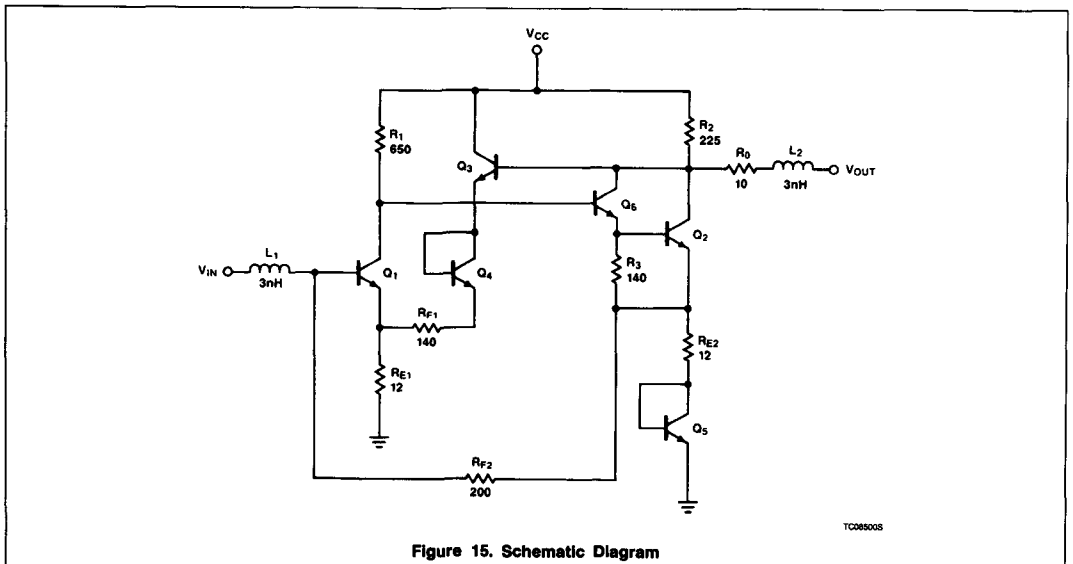 VCC
R1
650
R2
225
R0
10
L2
3nH
VOUT
Q3
Q6
Q2
L1
3nH
VIN
Q1
Q4
R3
140
RF1
140
RE1
12
RE2
12
Q5
RF2
200
TC08500S
Figure 15. Schematic Diagram